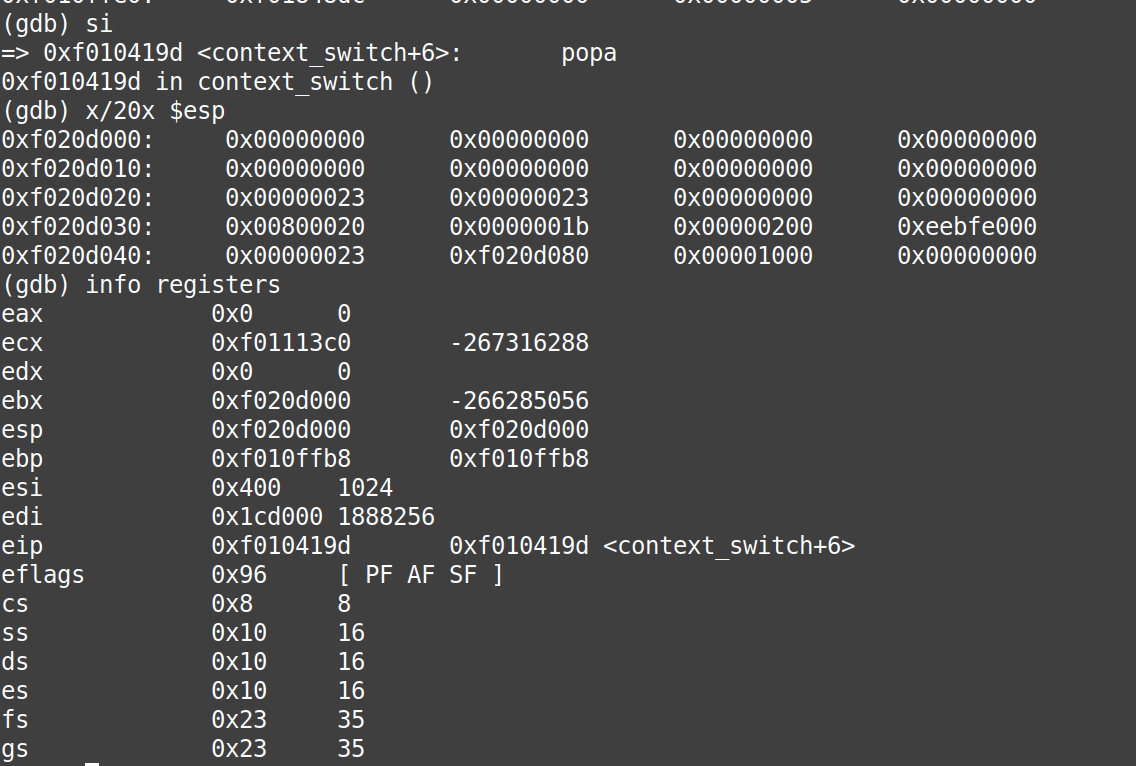 (gdb) si
=> 0xf010419d <context_switch+6>: popa
0xf010419d in context_switch ()
(gdb) x/20x $esp
0xf020d000: 0x00000000 0x00000000 0x00000000 0x00000000
0xf020d010: 0x00000000 0x00000000 0x00000000 0x00000000
0xf020d020: 0x00000023 0x00000023 0x00000000 0x00000000
0xf020d030: 0x00800020 0x0000001b 0x00000200 0xeebfe000
0xf020d040: 0x00000023 0xf020d080 0x00001000 0x00000000
(gdb) info registers
eax 0x0 0
ecx 0xf01113c0 -267316288
edx 0x0 0
ebx 0xf020d000 -266285056
esp 0xf020d000 0xf020d000
ebp 0xf010ffb8 0xf010ffb8
esi 0x400 1024
edi 0x1cd000 1888256
eip 0xf010419d 0xf010419d <context_switch+6>
eflags 0x96 [ PF AF SF ]
cs 0x8 8
ss 0x10 16
ds 0x10 16
es 0x10 16
fs 0x23 35
gs 0x23 35